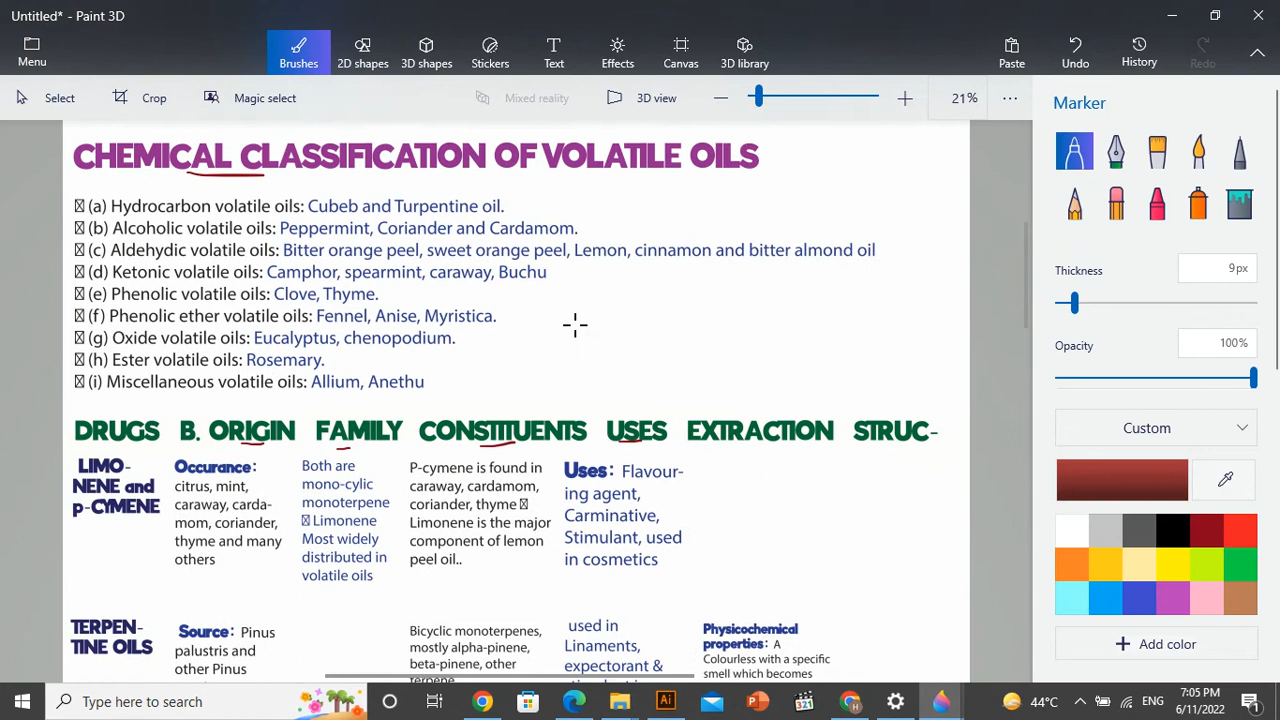 Untitled* - Paint 3D
Menu
Brushes
2D shapes
3D shapes
Stickers
Text
Effects
Canvas
3D library
Paste
Undo
History
Redo
Select
Crop
Magic select
Mixed reality
3D view
21%
CHEMICAL CLASSIFICATION OF VOLATILE OILS
(a) Hydrocarbon volatile oils: Cubeb and Turpentine oil.
(b) Alcoholic volatile oils: Peppermint, Coriander and Cardamom.
(c) Aldehydic volatile oils: Bitter orange peel, sweet orange peel, Lemon, cinnamon and bitter almond oil
(d) Ketonic volatile oils: Camphor, spearmint, caraway, Buchu
(e) Phenolic volatile oils: Clove, Thyme.
(f) Phenolic ether volatile oils: Fennel, Anise, Myristica.
(g) Oxide volatile oils: Eucalyptus, chenopodium.
(h) Ester volatile oils: Rosemary.
(i) Miscellaneous volatile oils: Allium, Anethu
DRUGS B. ORIGIN FAMILY CONSTITUENTS USES EXTRACTION STRUC-
LIMO-
NENE and
p-CYMENE
Occurance:
citrus, mint,
caraway, carda-
mom, coriander,
thyme and many
others
Both are
mono-cylic
monoterpene
Limonene
Most widely
distributed in
volatile oils
P-cymene is found in
caraway, cardamom,
coriander, thyme
Limonene is the major
component of lemon
peel oil..
Uses: Flavour-
ing agent,
Carminative,
Stimulant, used
in cosmetics
TERPEN-
TINE OILS
Source: Pinus
palustris and
other Pinus
Bicyclic monoterpenes,
mostly alpha-pinene,
beta-pinene, other
used in
Linaments,
expectorant &
Physicochemical
properties: A
Colourless with a specific
smell which becomes
Marker
Thickness
9px
Opacity
100%
Custom
Add color
Type here to search
Ai
321
44°C
ENG
7:05 PM
6/11/2022
1